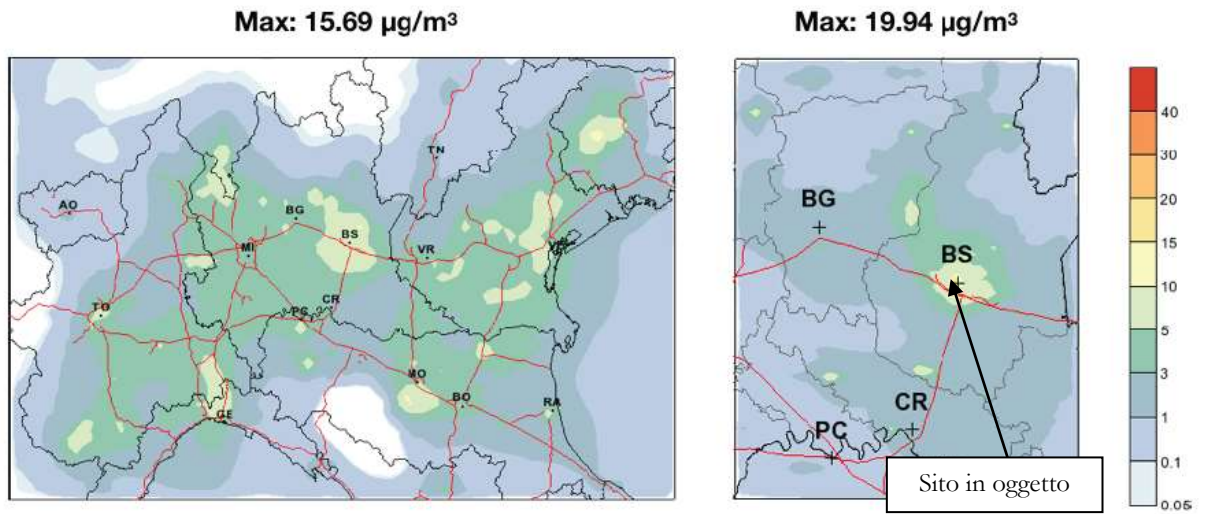 Max: 15.69 µg/m³
Max: 19.94 µg/m³
AO
TN
BG
MI
BS
VR
TO
PC
CR
GE
MO
BO
RA
BG
BS
CR
PC
Sito in oggetto
40
30
20
15
10
5
3
1
0.1
0.05